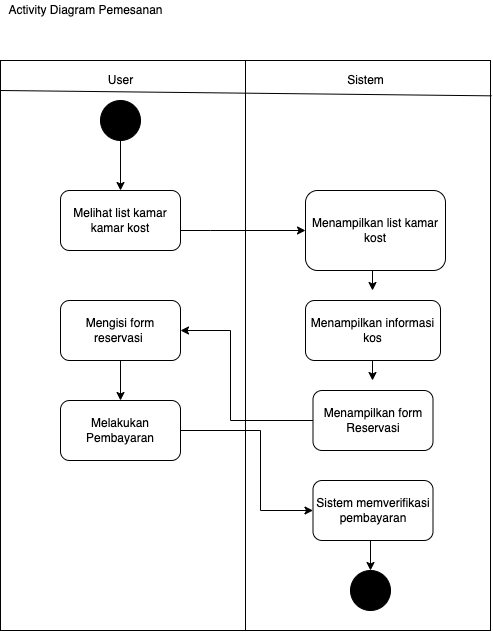 Activity Diagram Pemesanan
User
Sistem
Melihat list kamar
kamar kost
Menampilkan list kamar
kost
Menampilkan informasi
kos
Mengisi form
reservasi
Menampilkan form
Reservasi
Melakukan
Pembayaran
Sistem memverifikasi
pembayaran